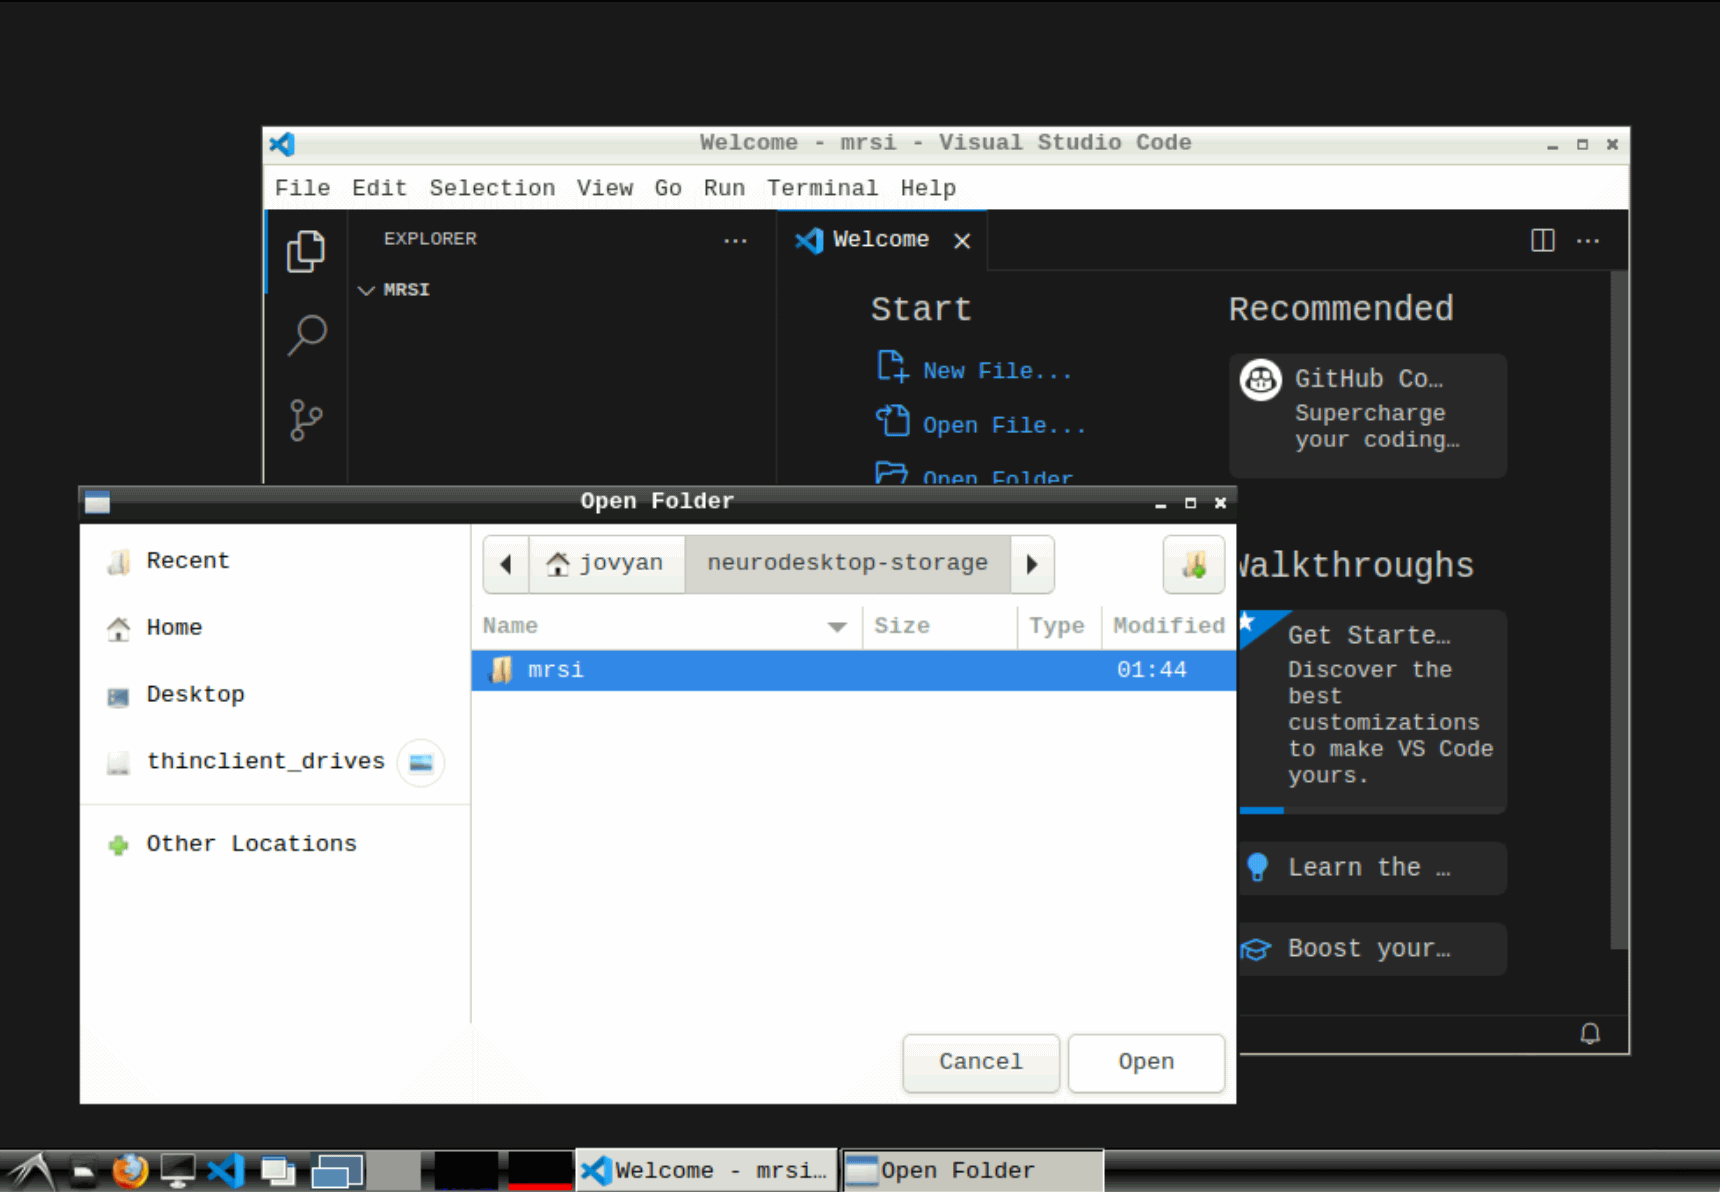 Welcome - mrsi - Visual Studio Code
File Edit Selection View Go Run Terminal Help
EXPLORER
MRSI
Welcome
Start
New File...
Open File...
Open Folder
Recommended
GitHub Co…
Supercharge
your coding…
Walkthroughs
Get Starte…
Discover the
best
customizations
to make VS Code
yours.
Learn the …
Boost your…
Open Folder
Recent
Home
Desktop
thinclient_drives
Other Locations
jovyan neurodesktop-storage
Name Size Type Modified
mrsi 01:44
Cancel Open
Welcome - mrsi… Open Folder